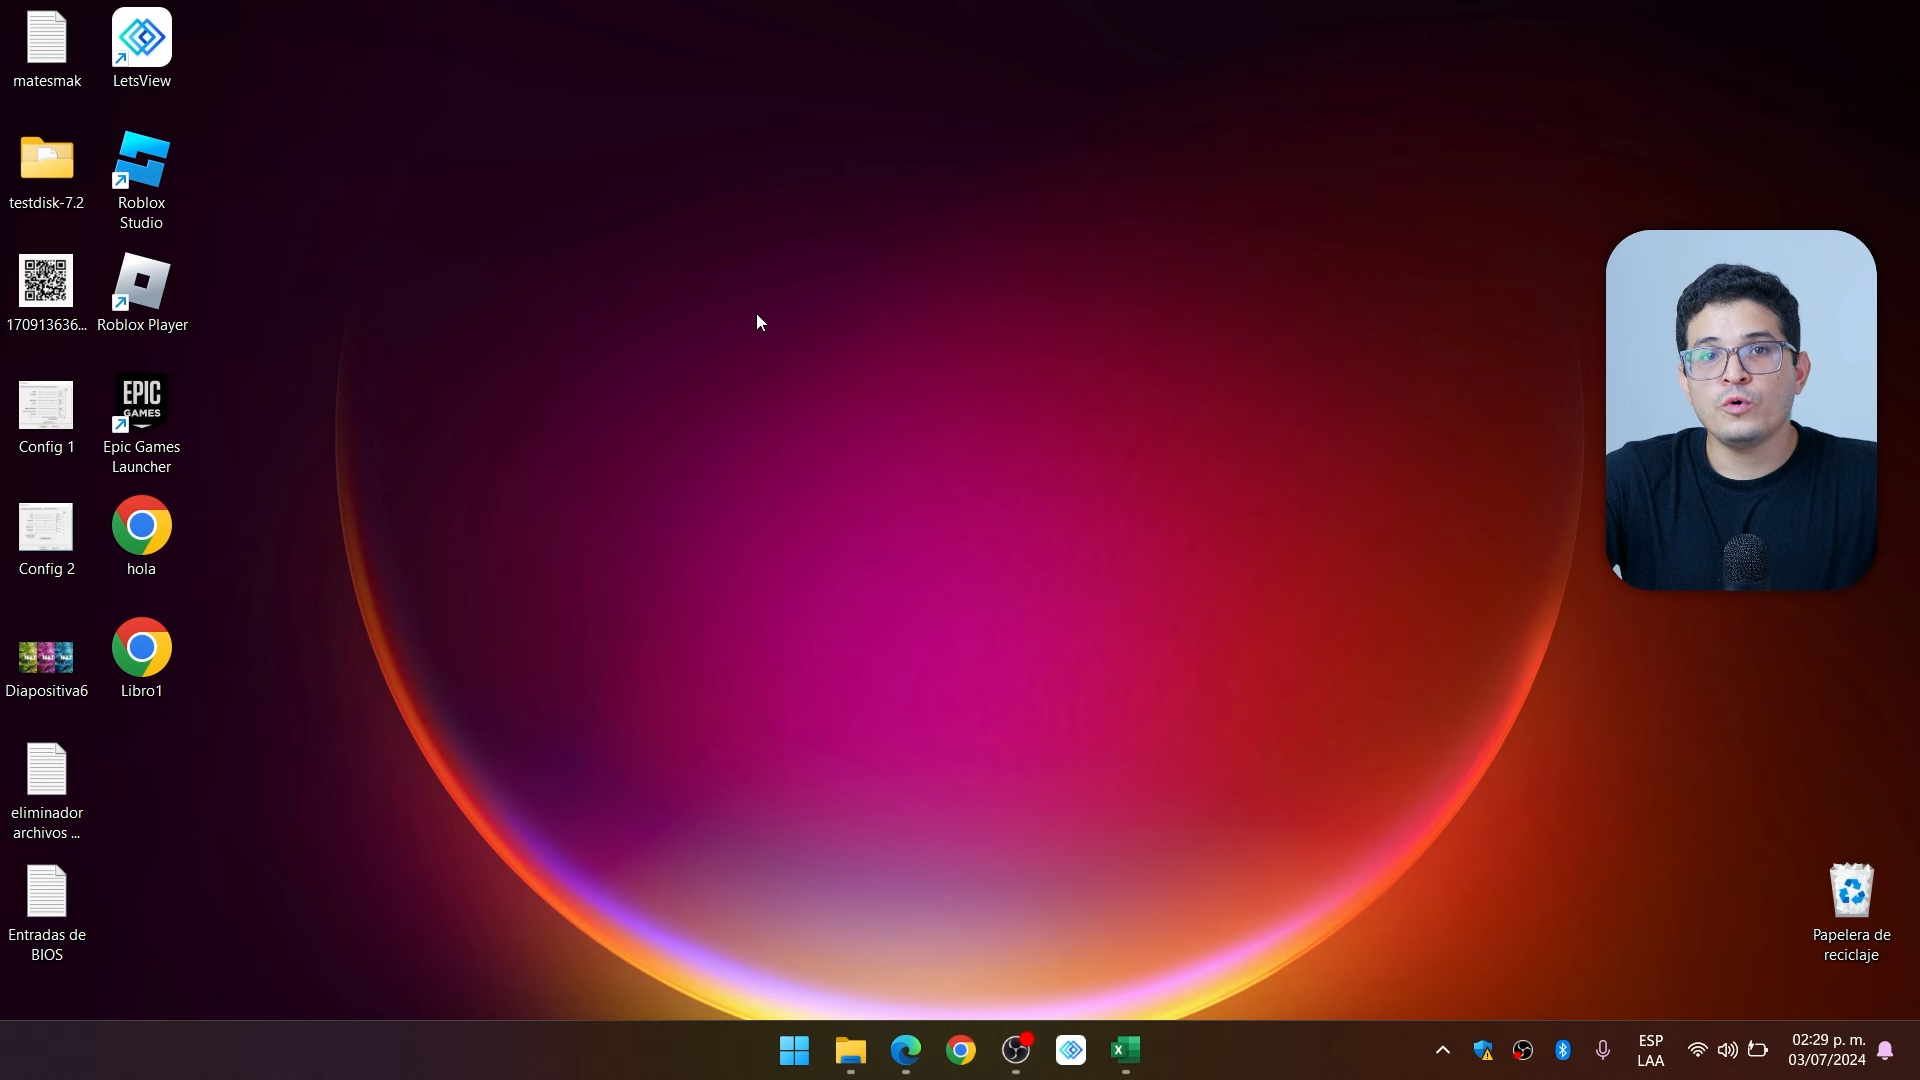 matesmak
LetsView
testdisk-7.2
Roblox
Studio
170913636...
Roblox Player
Config 1
EPIC
GAMES
Epic Games
Launcher
Config 2
hola
Diapositiva6
Libro1
eliminador
archivos ...
Entradas de
BIOS
Papelera de
reciclaje
ESP
LAA
02:29 p. m.
03/07/2024